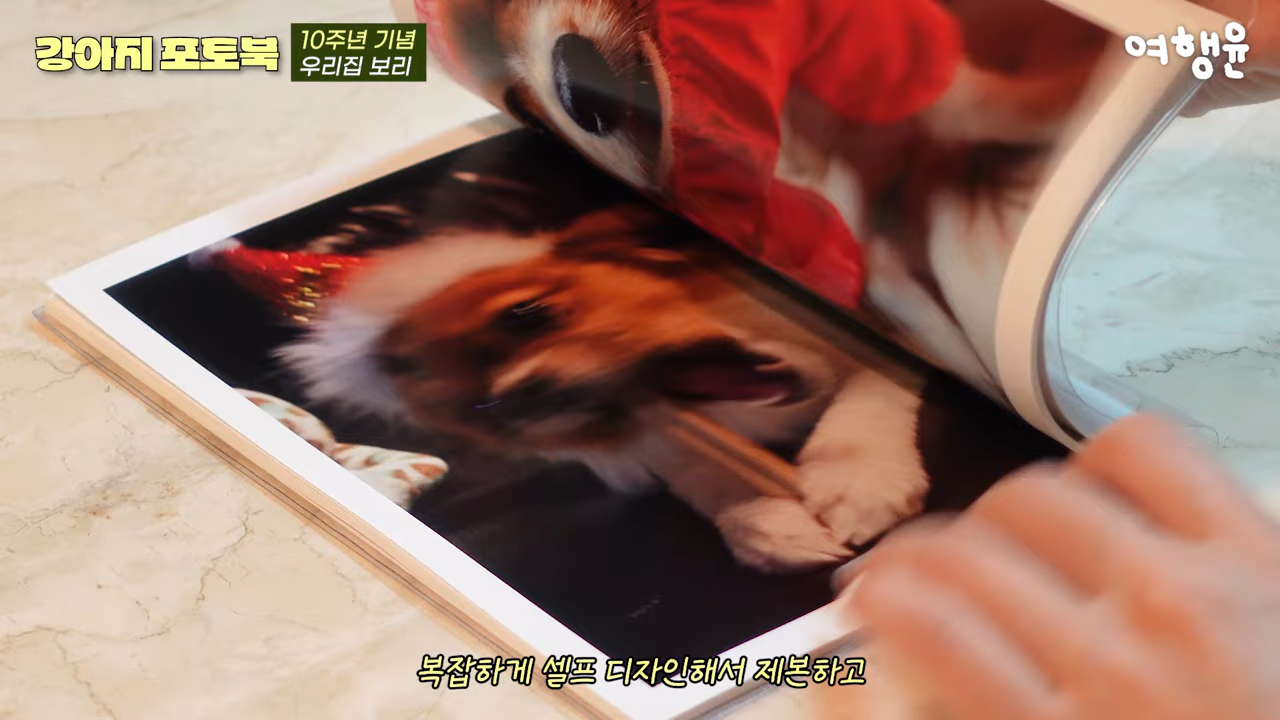 강아지 포토북
10주년 기념
우리집 보리
여행윤
복잡하게 셀프 디자인해서 제본하고